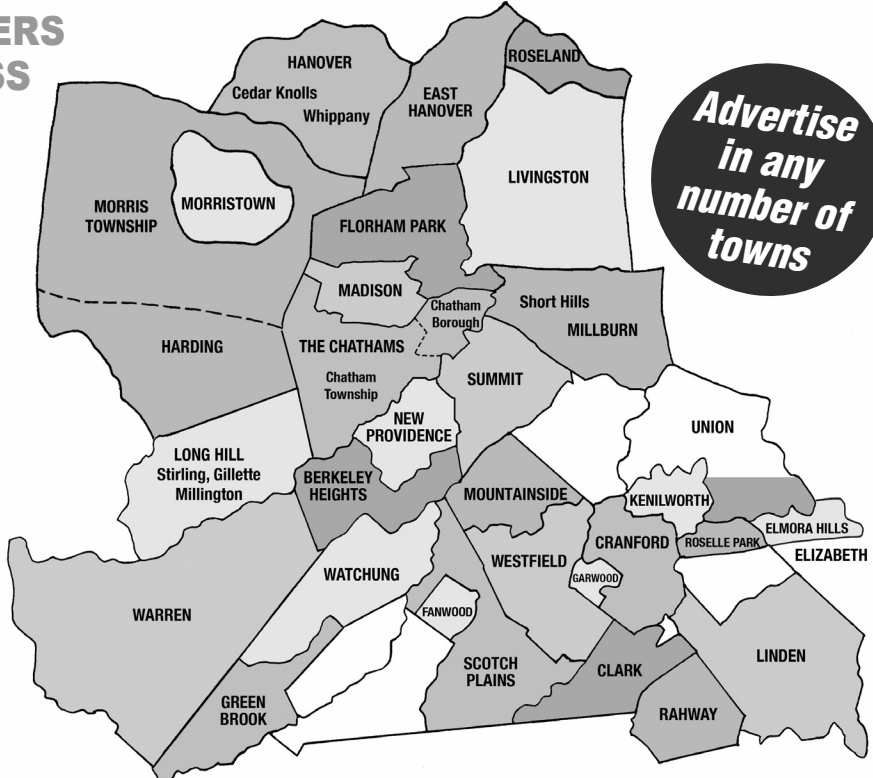 ERS
SS
HANOVER
Cedar Knolls
Whippany
EAST
HANOVER
ROSELAND
Advertise
in any
number of
towns
LIVINGSTON
MORRIS
TOWNSHIP
MORRISTOWN
FLORHAM PARK
MADISON
Chatham
Borough
Short Hills
MILLBURN
HARDING
THE CHATHAMS
Chatham
Township
SUMMIT
NEW
PROVIDENCE
UNION
LONG HILL
Stirling, Gillette
Millington
BERKELEY
HEIGHTS
MOUNTAINSIDE
KENILWORTH
ELMORA HILLS
ROSELLE PARK
ELIZABETH
CRANFORD
WESTFIELD
GARWOOD
WATCHUNG
WARREN
FANWOOD
SCOTCH
PLAINS
CLARK
LINDEN
GREEN
BROOK
RAHWAY